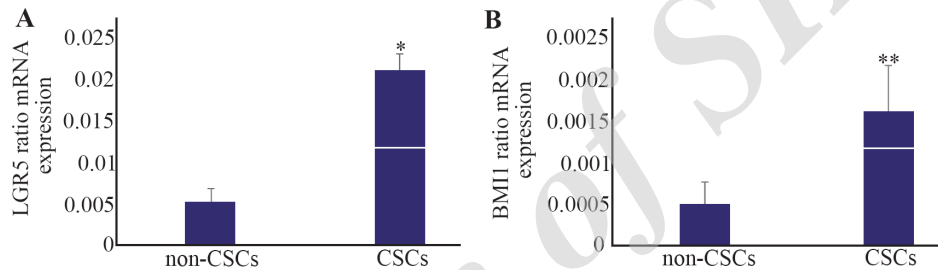 A
LGR5 ratio mRNA
expression
0.025
0.02
0.015
0.01
0.005
0
*
non-CSCs
CSCs
B
BMI1 ratio mRNA
expression
0.0025
0.002
0.0015
0.001
0.0005
0
**
non-CSCs
CSCs
of